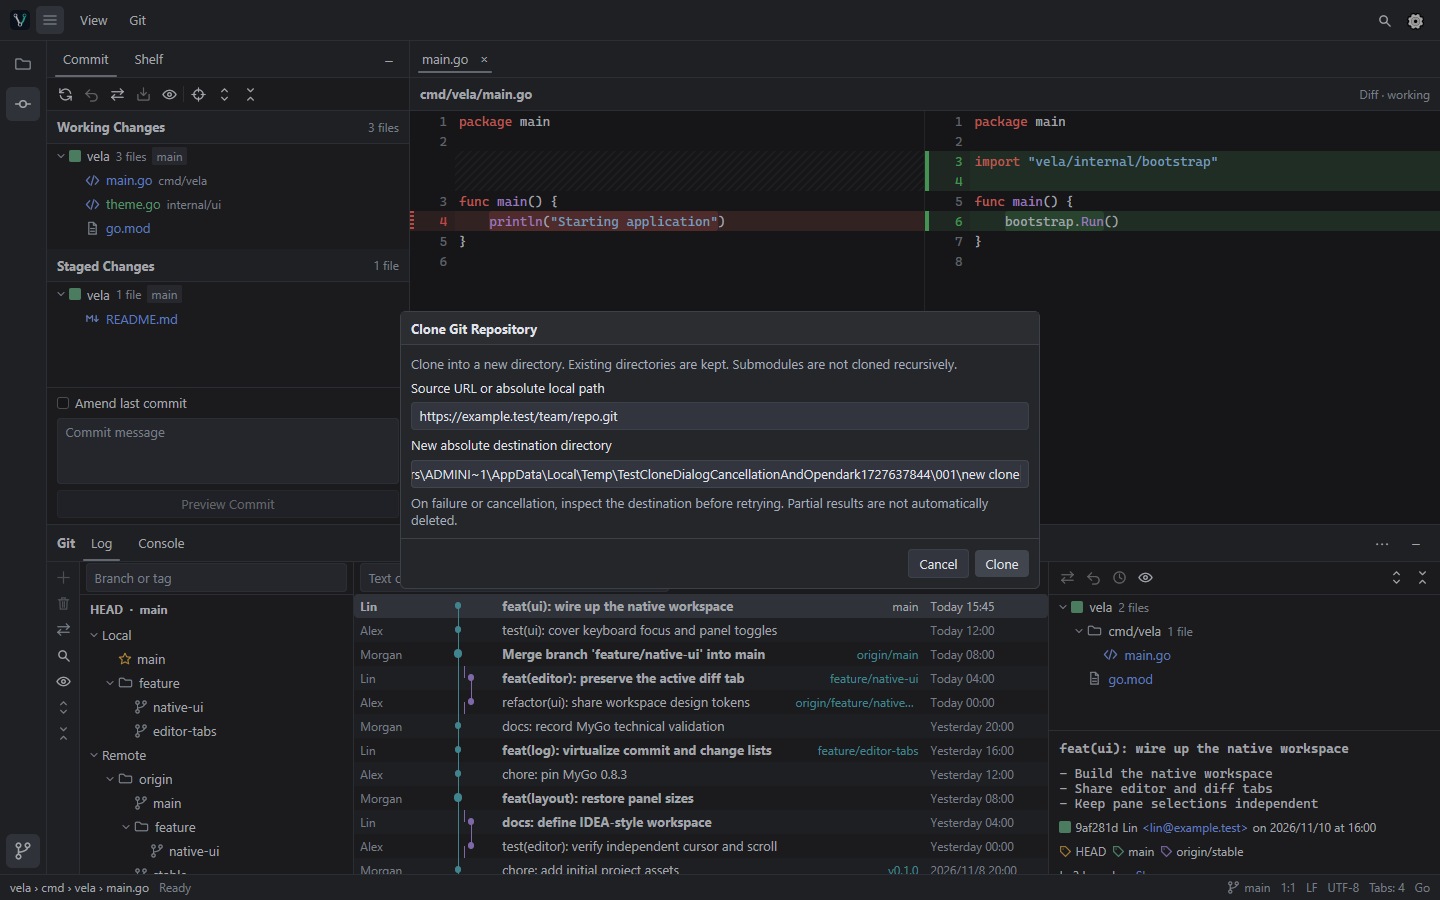 View Git
Commit Shelf
main.go ×
cmd/vela/main.go Diff · working
Working Changes 3 files
vela 3 files main
main.go cmd/vela
theme.go internal/ui
go.mod
Staged Changes 1 file
vela 1 file main
README.md
Amend last commit
Commit message
Preview Commit
1 package main
2
3 func main() {
4 println("Starting application")
5 }
6
1 package main
2
3 import "vela/internal/bootstrap"
4
5 func main() {
6 bootstrap.Run()
7 }
8
Clone Git Repository
Clone into a new directory. Existing directories are kept. Submodules are not cloned recursively.
Source URL or absolute local path
https://example.test/team/repo.git
New absolute destination directory
rs\ADMINI~1\AppData\Local\Temp\TestCloneDialogCancellationAndOpendark1727637844\001\new clone
On failure or cancellation, inspect the destination before retrying. Partial results are not automatically
deleted.
Cancel Clone
Git Log Console
Branch or tag
HEAD · main
Local
main
feature
native-ui
editor-tabs
Remote
origin
main
feature
native-ui
Text
Lin feat(ui): wire up the native workspace main Today 15:45
Alex test(ui): cover keyboard focus and panel toggles Today 12:00
Morgan Merge branch 'feature/native-ui' into main origin/main Today 08:00
Lin feat(editor): preserve the active diff tab feature/native-ui Today 04:00
Alex refactor(ui): share workspace design tokens origin/feature/native... Today 00:00
Morgan docs: record MyGo technical validation Yesterday 20:00
Lin feat(log): virtualize commit and change lists feature/editor-tabs Yesterday 16:00
Alex chore: pin MyGo 0.8.3 Yesterday 12:00
Morgan feat(layout): restore panel sizes Yesterday 08:00
Lin docs: define IDEA-style workspace Yesterday 04:00
Alex test(editor): verify independent cursor and scroll Yesterday 00:00
Morgan chore: add initial project assets v0.1.0 2026/11/8 20:00
vela 2 files
cmd/vela 1 file
main.go
go.mod
feat(ui): wire up the native workspace
- Build the native workspace
- Share editor and diff tabs
- Keep pane selections independent
9af281d Lin <lin@example.test> on 2026/11/10 at 16:00
HEAD main origin/stable
vela › cmd › vela › main.go Ready
main 1:1 LF UTF-8 Tabs: 4 Go